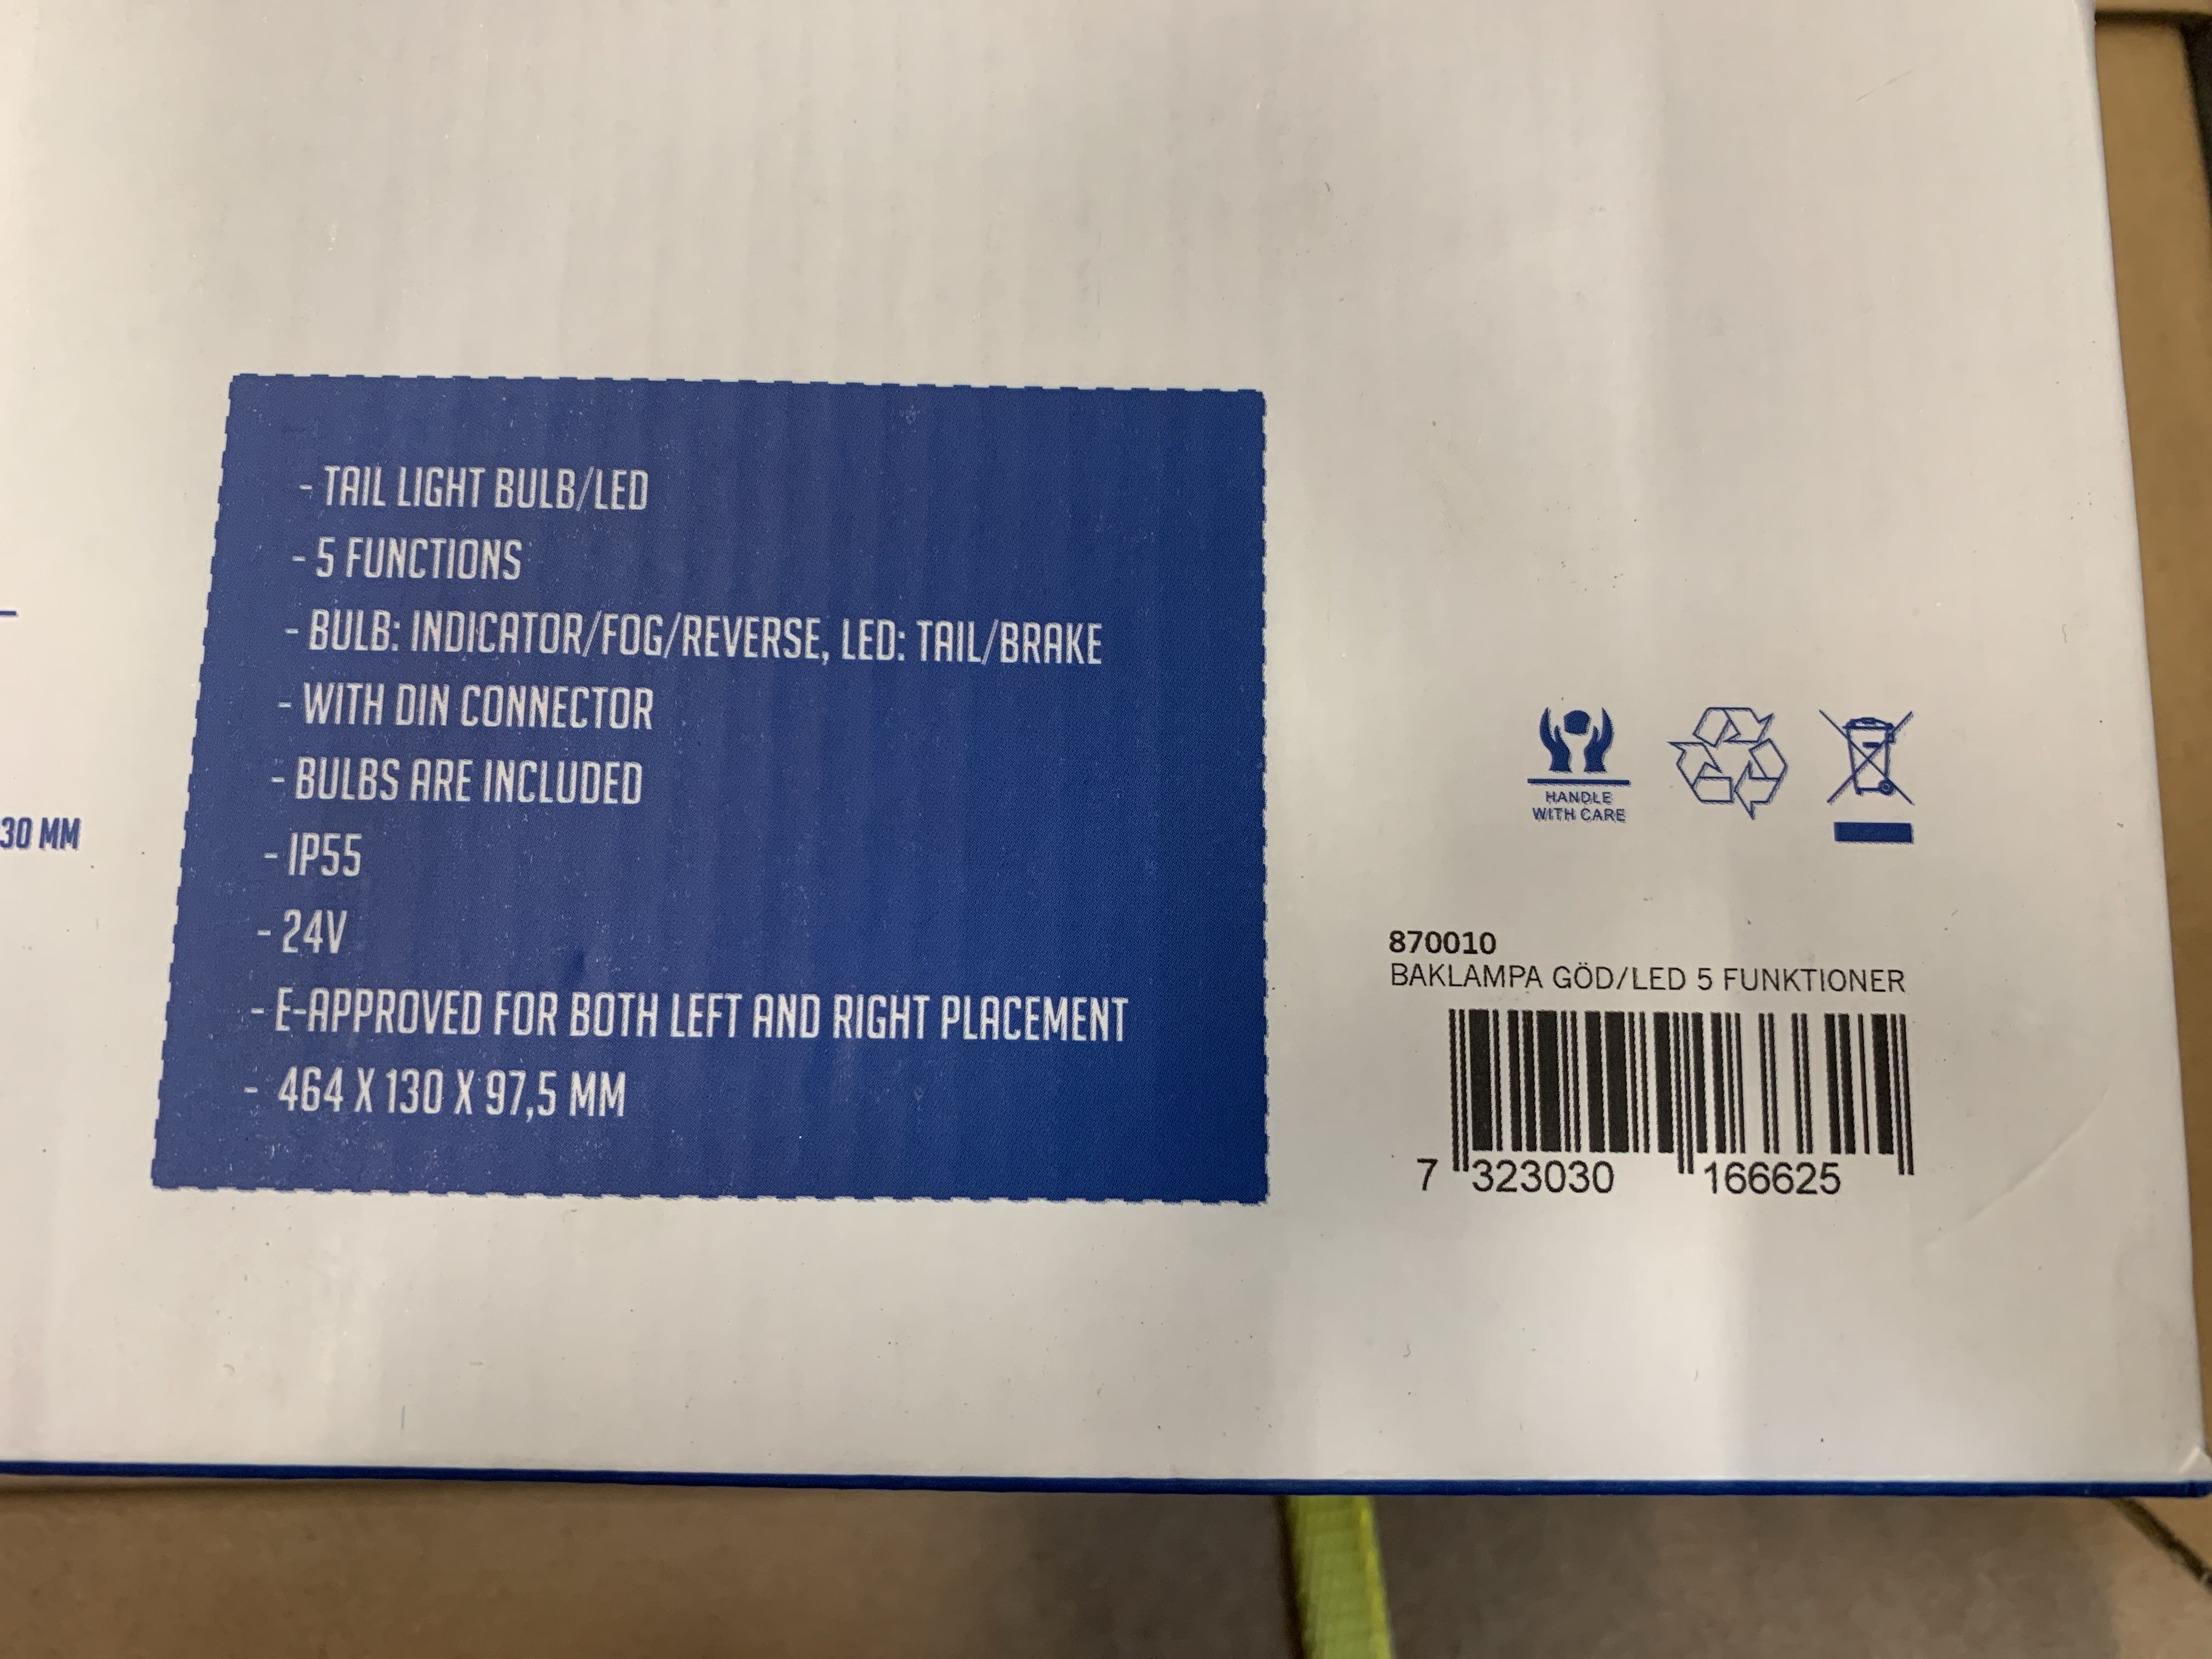 - TAIL LIGHT BULB/LED
- 5 FUNCTIONS
- BULB: INDICATOR/FOG/REVERSE, LED: TAIL/BRAKE
- WITH DIN CONNECTOR
- BULBS ARE INCLUDED
- IP55
- 24V
- E-APPROVED FOR BOTH LEFT AND RIGHT PLACEMENT
- 464 X 130 X 97,5 MM
30 MM
HANDLE
WITH CARE
870010
BAKLAMPA GÖD/LED 5 FUNKTIONER
7 323030 166625